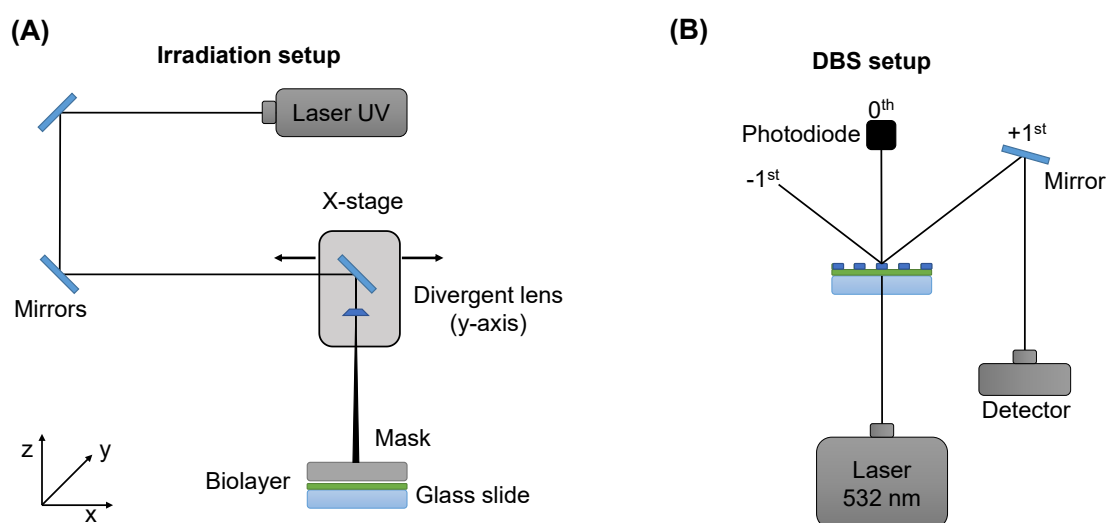 (A)
Irradiation setup
Laser UV
X-stage
Mirrors
Divergent lens
(y-axis)
Mask
Biolayer
Glass slide
z
y
x
(B)
DBS setup
0th
Photodiode
+1st
-1st
Mirror
Detector
Laser
532 nm